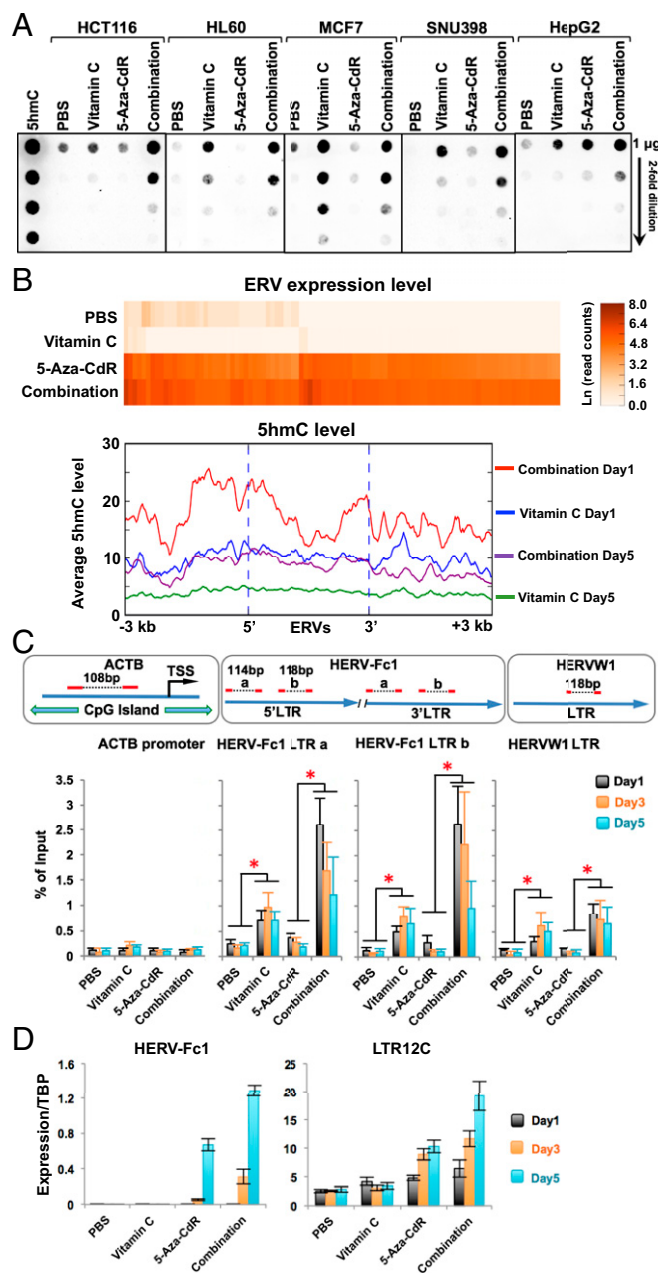 A
HCT116 HL60 MCF7 SNU398 HepG2
5hmC PBS Vitamin C 5-Aza-CdR Combination PBS Vitamin C 5-Aza-CdR Combination PBS Vitamin C 5-Aza-CdR Combination PBS Vitamin C 5-Aza-CdR Combination PBS Vitamin C 5-Aza-CdR Combination
1 µg
2-fold dilution
B
ERV expression level
PBS
Vitamin C
5-Aza-CdR
Combination
8.0
6.4
4.8
3.6
2.4
1.2
0.0
Ln (read counts)
5hmC level
Average 5hmC level
30
20
10
0
-3 kb 5’ ERVs 3’ +3 kb
Combination Day1
Vitamin C Day1
Combination Day5
Vitamin C Day5
C
ACTB
108bp
TSS
CpG Island
HERV-Fc1
114bp 118bp
a b a b
5'LTR // 3'LTR
HERVW1
118bp
LTR
ACTB promoter HERV-Fc1 LTR a HERV-Fc1 LTR b HERVW1 LTR
% of Input
3.5
3
2.5
2
1.5
1
0.5
0
* * * * * *
Day1
Day3
Day5
PBS Vitamin C 5-Aza-CdR Combination PBS Vitamin C 5-Aza-CdR Combination PBS Vitamin C 5-Aza-CdR Combination PBS Vitamin C 5-Aza-CdR Combination
D
HERV-Fc1 LTR12C
Expression/TBP
1.6
1.2
0.8
0.4
0
25
20
15
10
5
0
Day1
Day3
Day5
PBS Vitamin C 5-Aza-CdR Combination PBS Vitamin C 5-Aza-CdR Combination